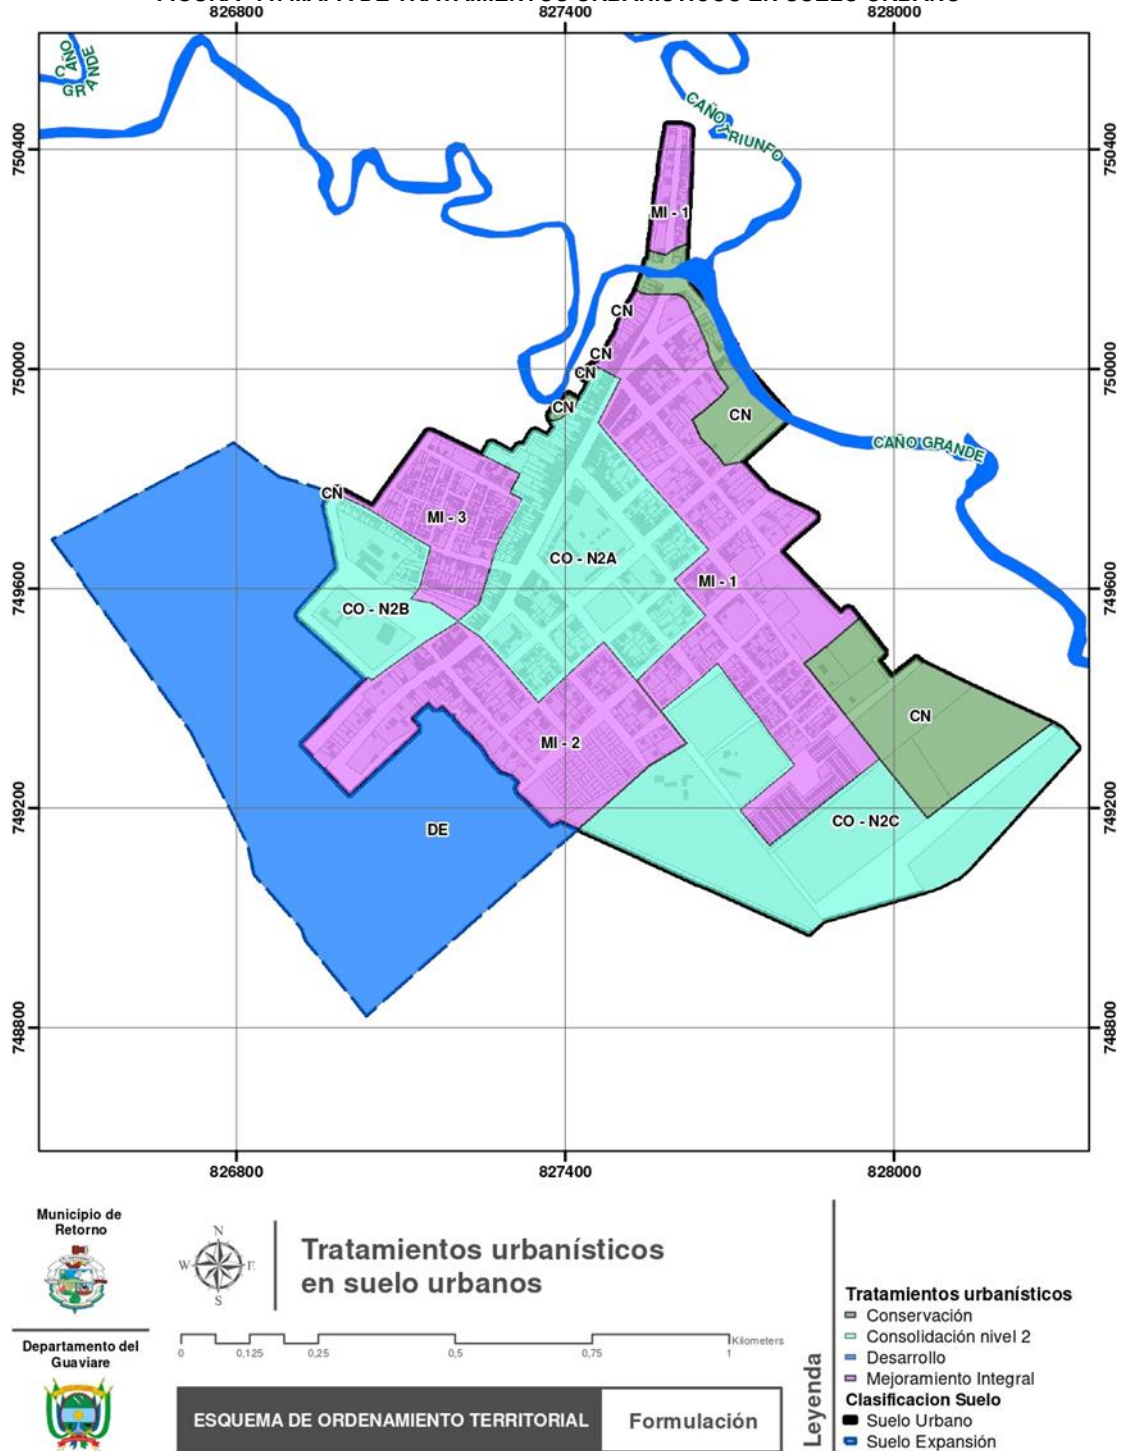 826800 827400 828000
CAÑO GRANDE
CAÑO TRIUNFO
750400 750400
MI - 1
CN
CN
750000 CÑ 750000
CN CN
CAÑO GRANDE
CÑ
MI - 3
CO - N2A
749600 MI - 1 749600
CO - N2B
CN
MI - 2
749200 749200
CO - N2C
DE
748800 748800
826800 827400 828000
Municipio de
Retorno
N
W E
S
Tratamientos urbanísticos
en suelo urbanos
Departamento del
Guaviare
Kilometers
0 0,125 0,25 0,5 0,75 1
ESQUEMA DE ORDENAMIENTO TERRITORIAL Formulación
Leyenda
Tratamientos urbanísticos
Conservación
Consolidación nivel 2
Desarrollo
Mejoramiento Integral
Clasificacion Suelo
Suelo Urbano
Suelo Expansión